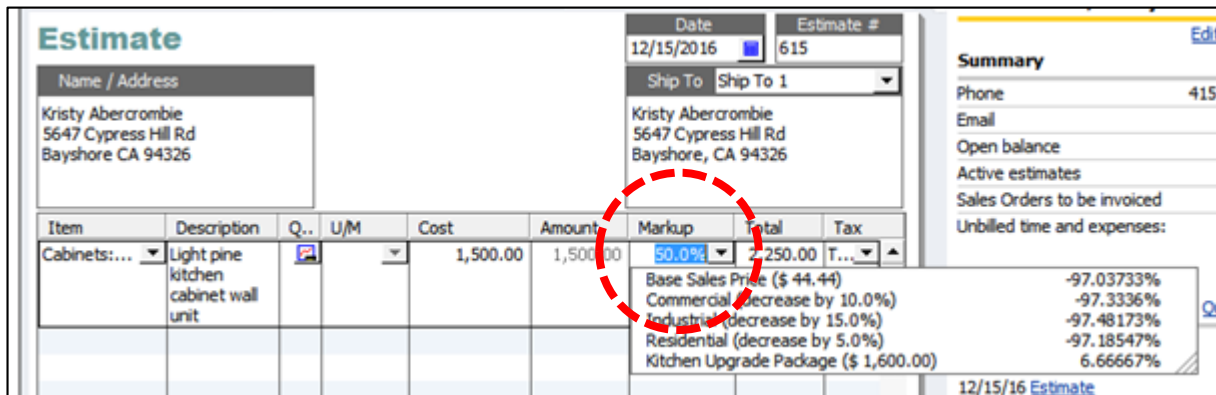 Estimate
Date
Estimate #
12/15/2016
615
Name / Address
Ship To Ship To 1
Kristy Abercrombie
5647 Cypress Hill Rd
Bayshore CA 94326
Kristy Abercrombie
5647 Cypress Hill Rd
Bayshore, CA 94326
Item Description Q.. U/M Cost Amount Markup Total Tax
Cabinets:... Light pine 1,500.00 1,500.00 50.0% 2,250.00 T...
kitchen
cabinet wall
unit
Base Sales Price ($ 44.44) -97.03733%
Commercial (decrease by 10.0%) -97.3336%
Industrial (decrease by 15.0%) -97.48173%
Residential (decrease by 5.0%) -97.18547%
Kitchen Upgrade Package ($ 1,600.00) 6.66667%
Edit
Summary
Phone 415
Email
Open balance
Active estimates
Sales Orders to be invoiced
Unbilled time and expenses:
12/15/16 Estimate